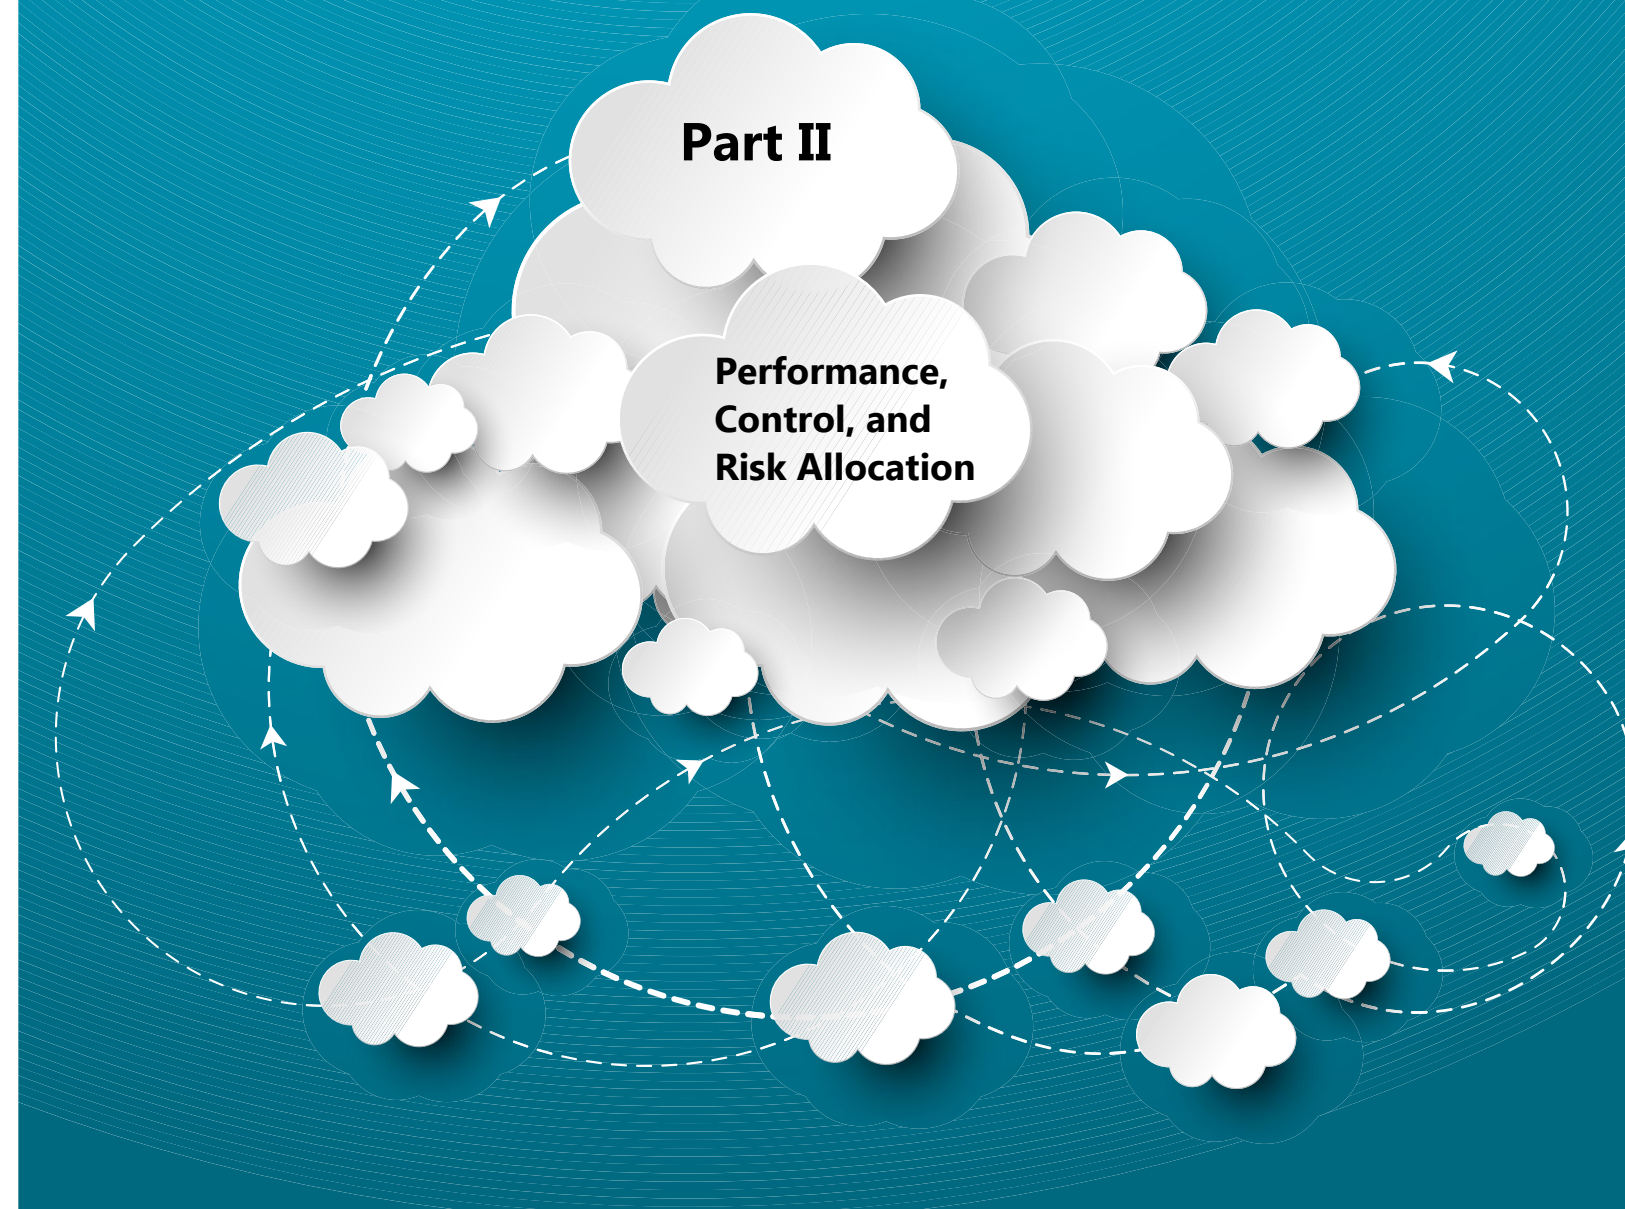 Part II
Performance,
Control, and
Risk Allocation